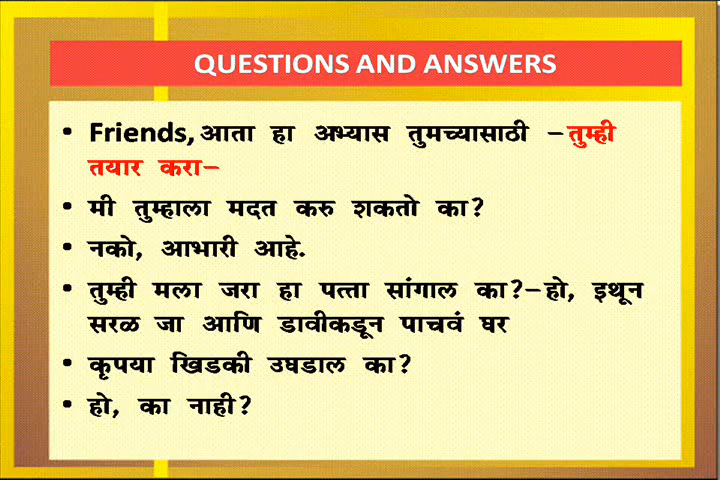 QUESTIONS AND ANSWERS
• Friends, आता हा अभ्यास तुमच्यासाठी –तुम्ही
तयार करा–
• मी तुम्हाला मदत करु शकतो का?
• नको, आभारी आहे.
• तुम्ही मला जरा हा पत्ता सांगाल का?–हो, इथून
सरळ जा आणि डावीकडून पाचवं घर
• कृपया खिडकी उघडाल का?
• हो, का नाही?